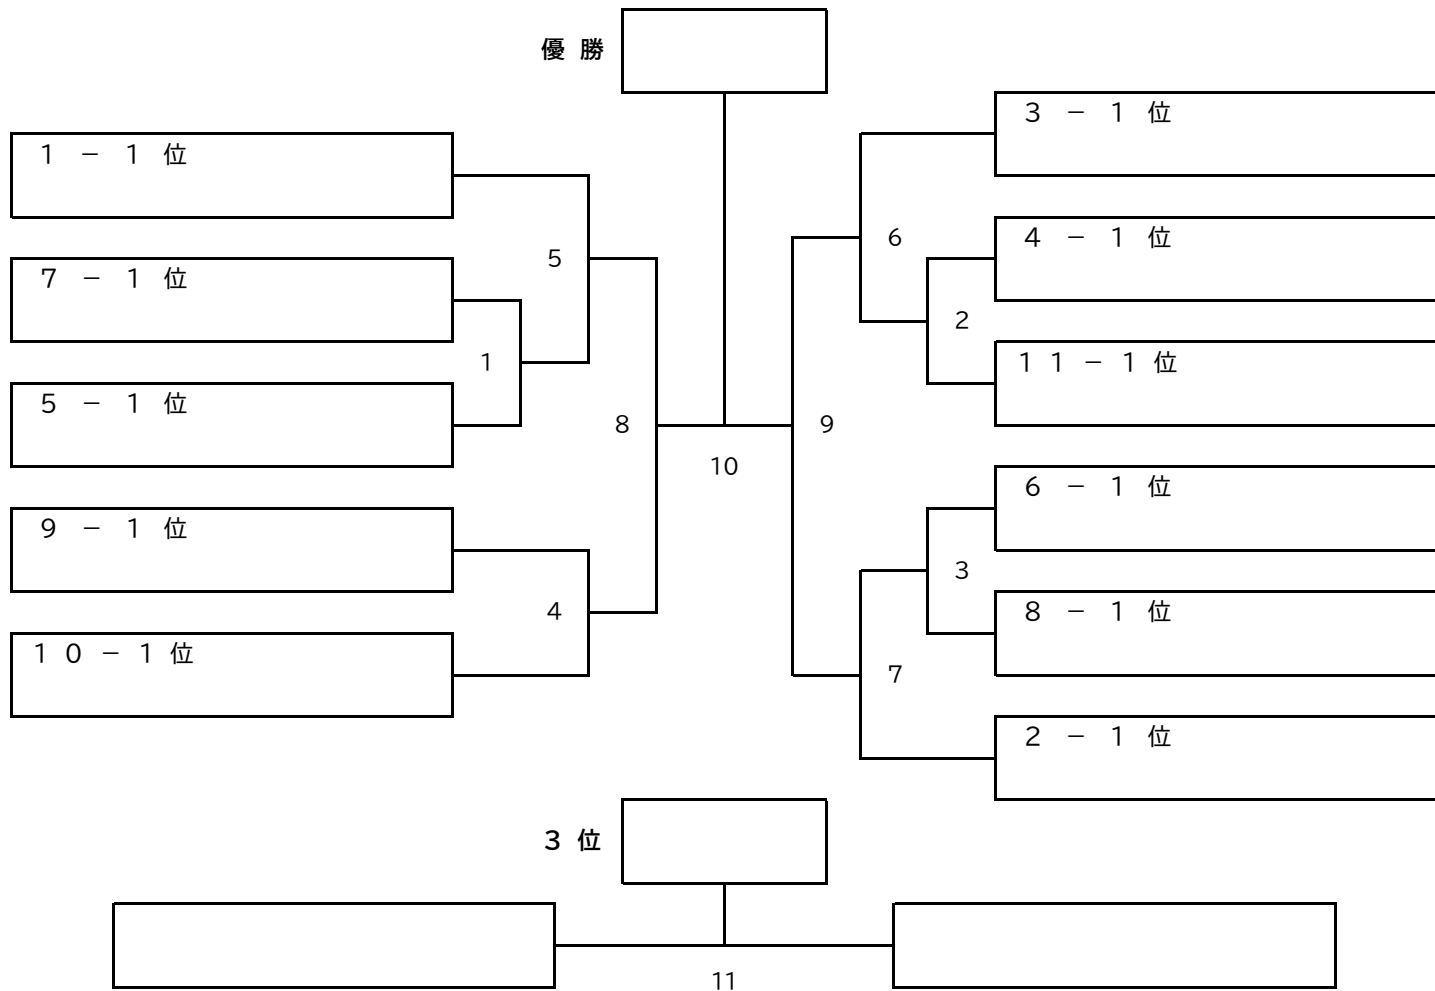 優 勝
3 － 1 位
1 － 1 位
6
4 － 1 位
5
7 － 1 位
2
1
1 1 － 1 位
5 － 1 位
8
9
10
6 － 1 位
9 － 1 位
3
4
8 － 1 位
1 0 － 1 位
7
2 － 1 位
3 位
11